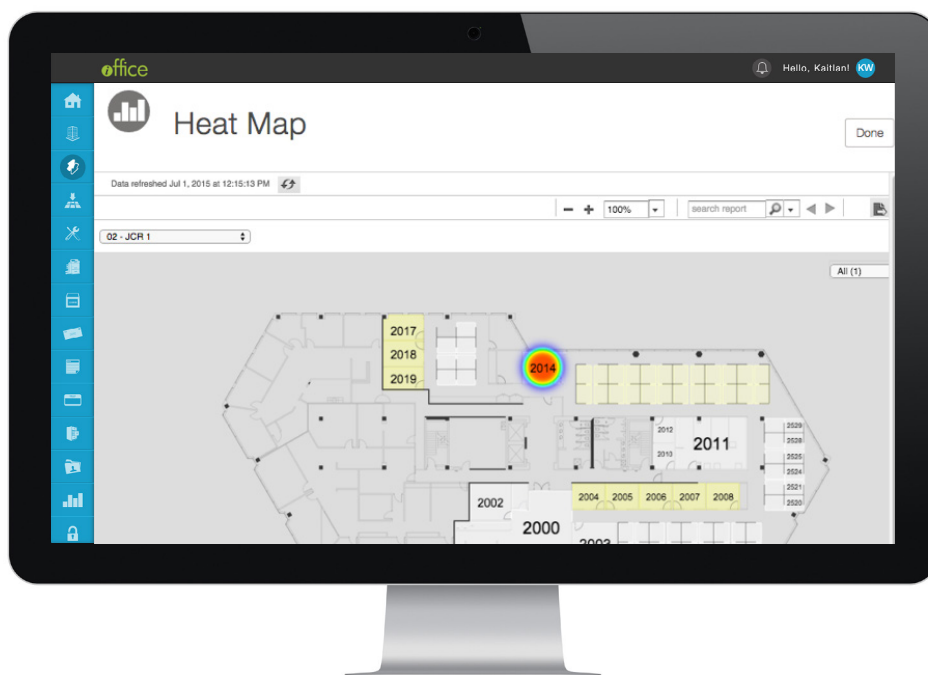 office
Hello, Kaitlan!
KW
Heat Map
Done
Data refreshed Jul 1, 2015 at 12:15:13 PM
100%
search report
02 - JCR 1
All (1)
2017
2018
2014
2019
2012
2011
2013
2529
2528
2525
2524
2521
2520
2002
2004 2005 2006 2007 2008
2000
2003